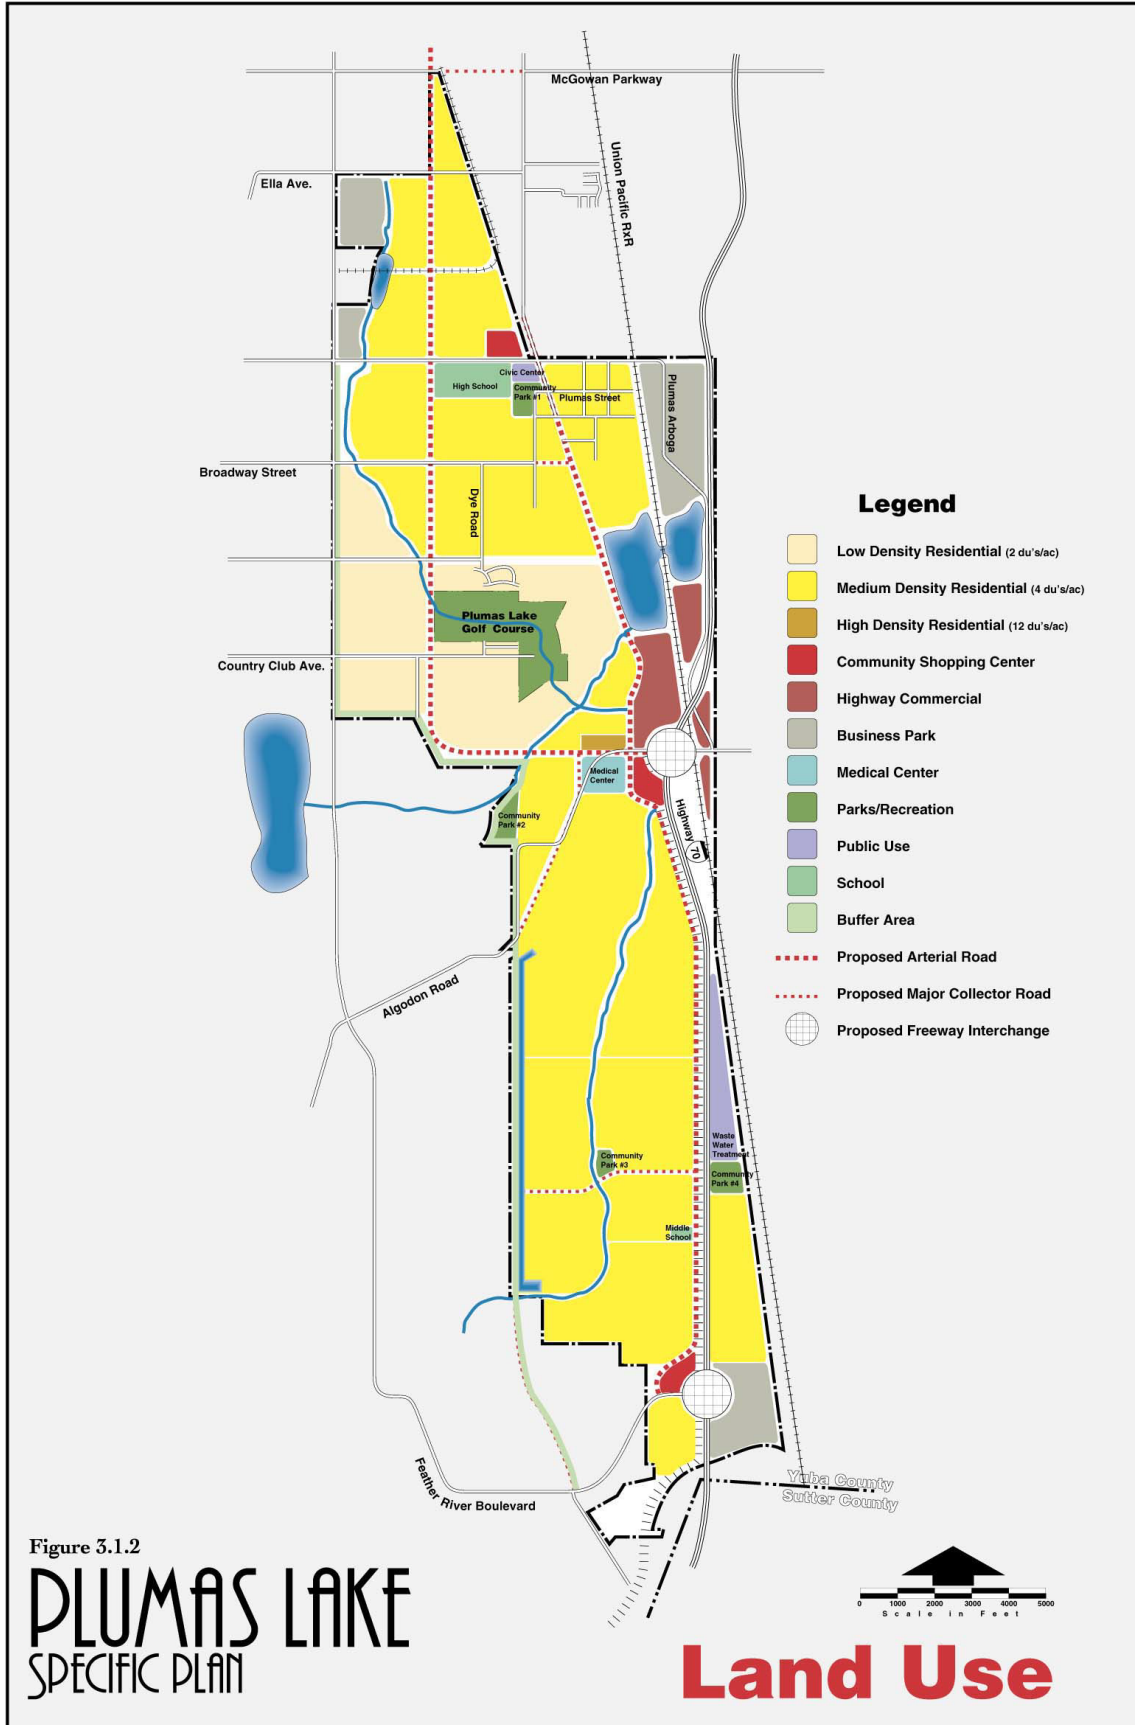 McGowan Parkway
Union Pacific RxR
Ella Ave.
Civic Center
High School
Community
Park #1
Plumas Street
Plumas Arboga
Broadway Street
Dye Road
Plumas Lake
Golf Course
Country Club Ave.
Medical
Center
Highway
70
Community
Park #2
Algodon Road
Waste
Water
Treatment
Community
Park #3
Community
Park #4
Middle
School
Feather River Boulevard
Yuba County
Sutter County
Legend
Low Density Residential (2 du's/ac)
Medium Density Residential (4 du's/ac)
High Density Residential (12 du's/ac)
Community Shopping Center
Highway Commercial
Business Park
Medical Center
Parks/Recreation
Public Use
School
Buffer Area
Proposed Arterial Road
Proposed Major Collector Road
Proposed Freeway Interchange
Figure 3.1.2
PLUMAS LAKE
SPECIFIC PLAN
0 1000 2000 3000 4000 5000
Scale in Feet
Land Use